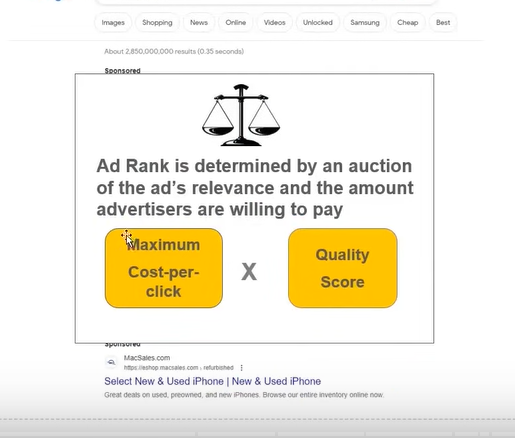 Images Shopping News Online Videos Unlocked Samsung Cheap Best
About 2,850,000,000 results (0.35 seconds)
Sponsored
Ad Rank is determined by an auction
of the ad's relevance and the amount
advertisers are willing to pay
Maximum
Cost-per-
click
X
Quality
Score
Sponsored
MacSales.com
https://eshop.macsales.com › refurbished
Select New & Used iPhone | New & Used iPhone
Great deals on used, preowned, and new iPhones. Browse our entire inventory online now.